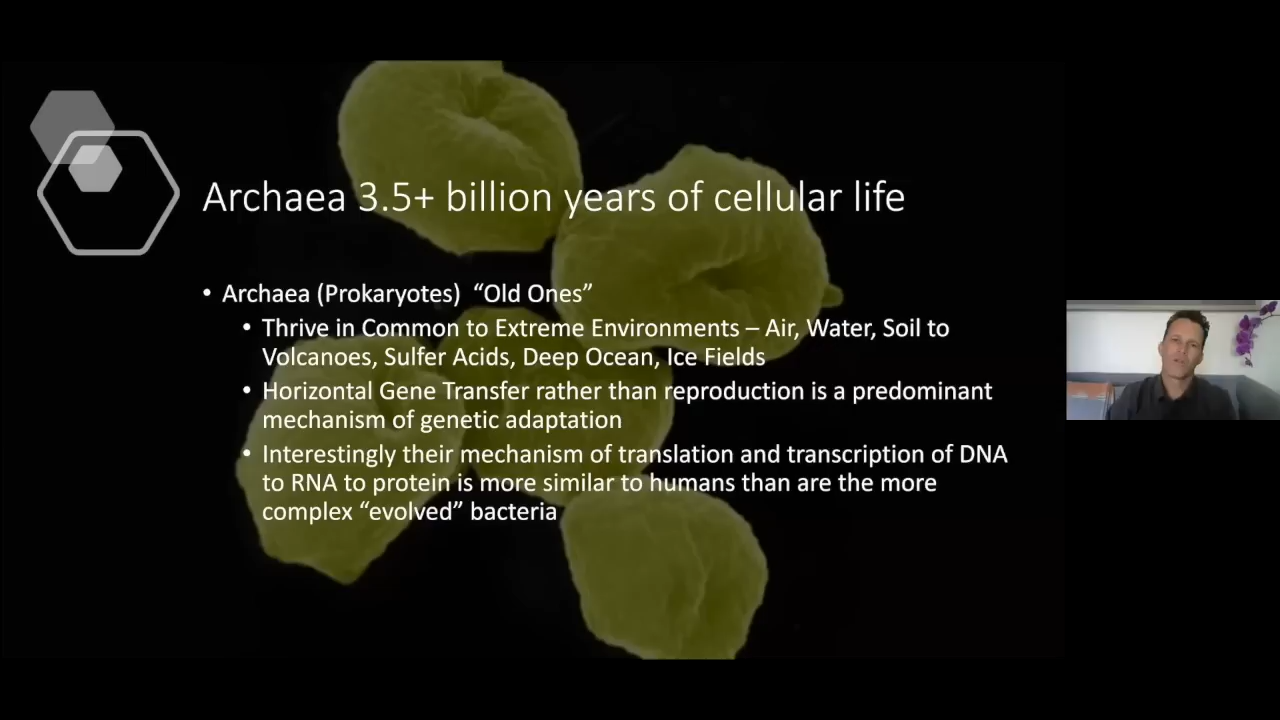 Archaea 3.5+ billion years of cellular life
• Archaea (Prokaryotes) “Old Ones”
• Thrive in Common to Extreme Environments – Air, Water, Soil to
Volcanoes, Sulfer Acids, Deep Ocean, Ice Fields
• Horizontal Gene Transfer rather than reproduction is a predominant
mechanism of genetic adaptation
• Interestingly their mechanism of translation and transcription of DNA
to RNA to protein is more similar to humans than are the more
complex “evolved” bacteria